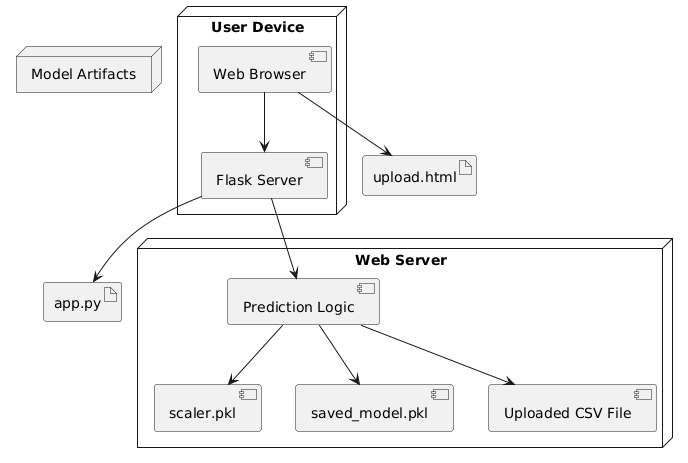 User Device
Model Artifacts
Web Browser
Flask Server
upload.html
Web Server
app.py
Prediction Logic
scaler.pkl
saved_model.pkl
Uploaded CSV File